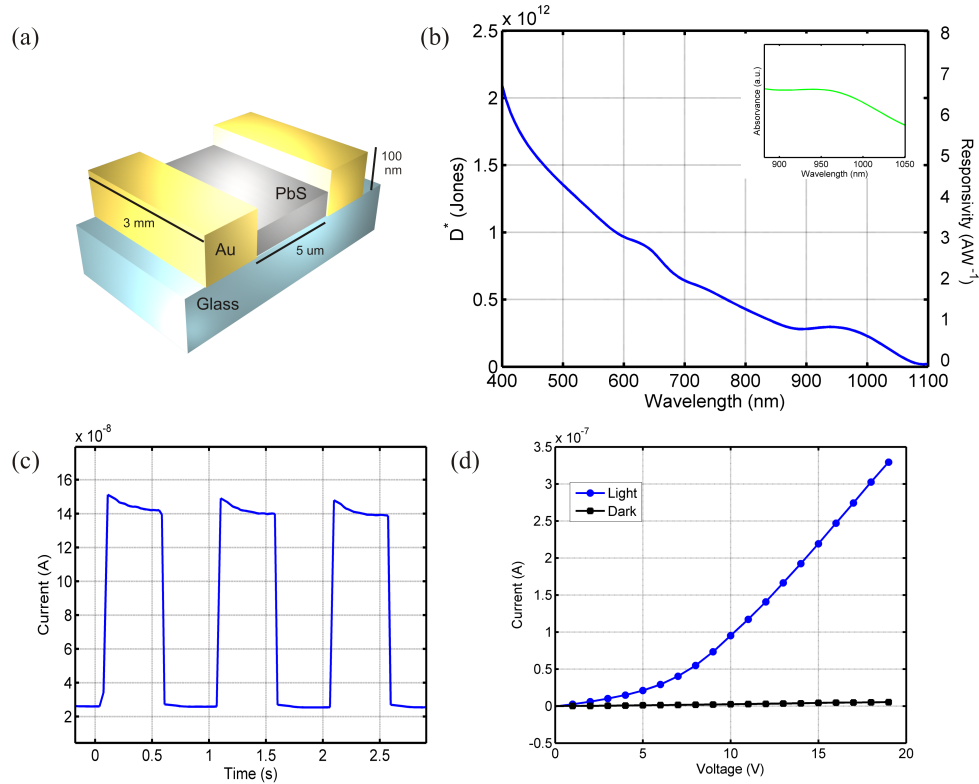 (a)
100
nm
PbS
3 mm
Au
5 um
Glass
(b)
x 10^12
2.5
2
1.5
1
0.5
0
D* (Jones)
400 500 600 700 800 900 1000 1100
Wavelength (nm)
8
7
6
5
4
3
2
1
0
Responsivity (AW^-1)
Absorvance (a.u.)
900 950 1000 1050
Wavelength (nm)
(c)
x 10^-8
16
14
12
10
8
6
4
2
Current (A)
0 0.5 1 1.5 2 2.5
Time (s)
(d)
x 10^-7
3.5
3
2.5
2
1.5
1
0.5
0
-0.5
Current (A)
Light
Dark
0 5 10 15 20
Voltage (V)